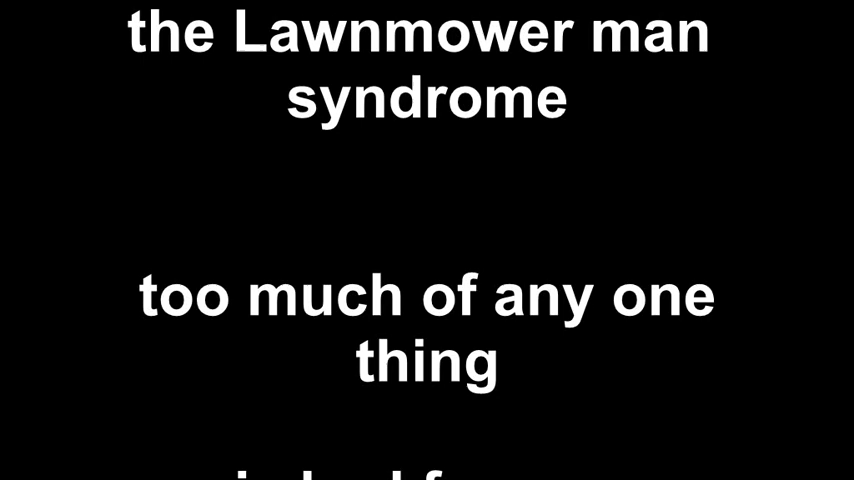 the Lawnmower man
syndrome
too much of any one
thing